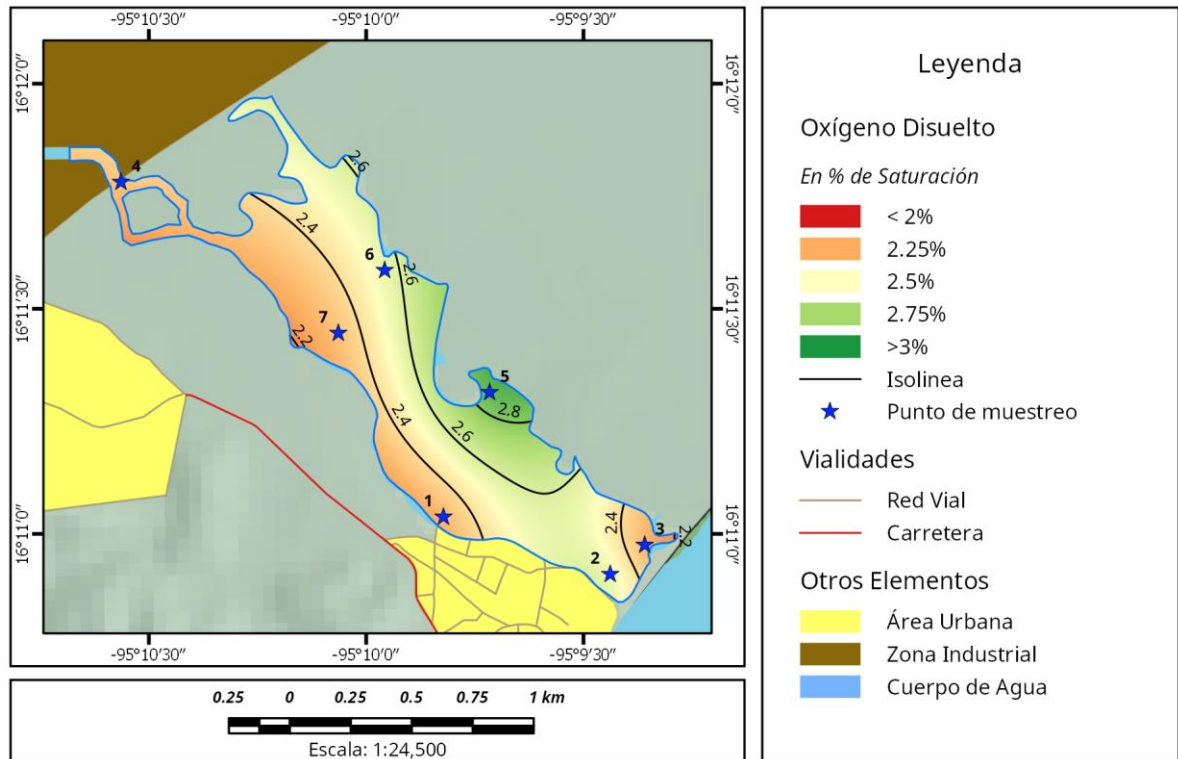 -95°10'30"
-95°10'0"
-95°9'30"
16°12'0"
16°12'0"
4
2.6
2.4
6
2.6
16°11'30"
16°11'30"
7
2.2
5
2.8
2.4
2.6
1
2.4
3
2.2
16°11'0"
16°11'0"
2
-95°10'30"
-95°10'0"
-95°9'30"
0.25 0 0.25 0.5 0.75 1 km
Escala: 1:24,500
Leyenda
Oxígeno Disuelto
En % de Saturación
< 2%
2.25%
2.5%
2.75%
>3%
Isolinea
Punto de muestreo
Vialidades
Red Vial
Carretera
Otros Elementos
Área Urbana
Zona Industrial
Cuerpo de Agua